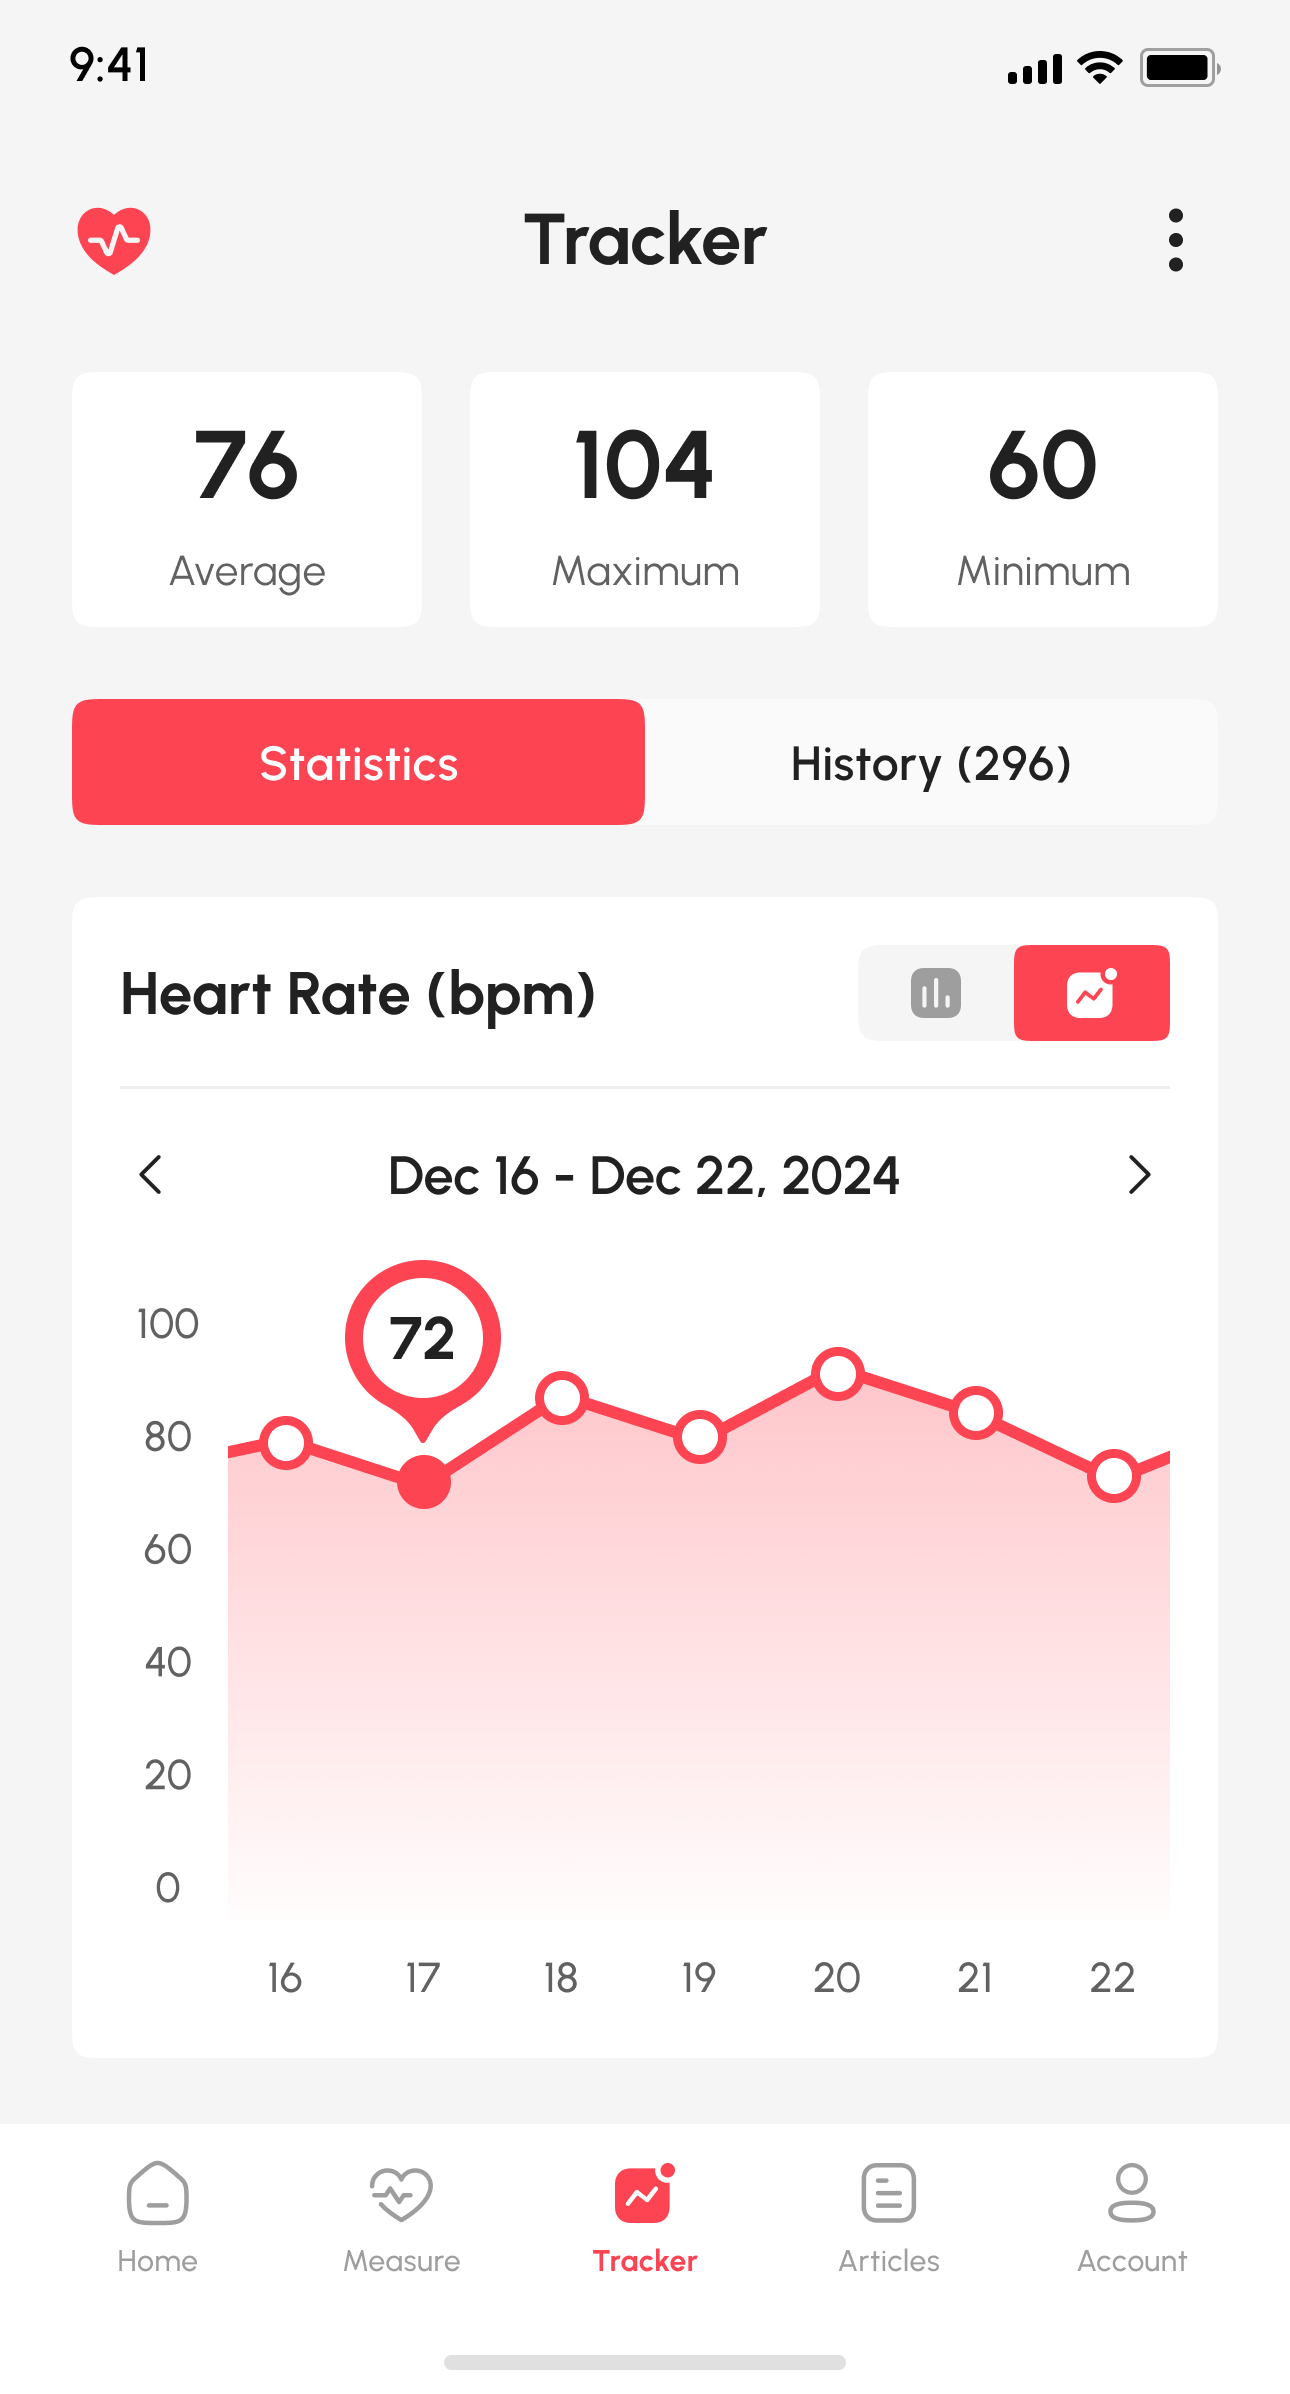 9:41
Tracker
76
Average
104
Maximum
60
Minimum
Statistics
History (296)
Heart Rate (bpm)
Dec 16 - Dec 22, 2024
72
100
80
60
40
20
0
16 17 18 19 20 21 22
Home
Measure
Tracker
Articles
Account